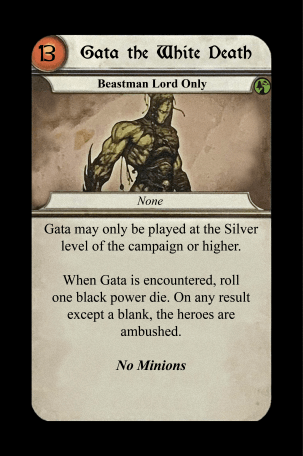 13
Gata the White Death
Beastman Lord Only
None
Gata may only be played at the Silver
level of the campaign or higher.
When Gata is encountered, roll
one black power die. On any result
except a blank, the heroes are
ambushed.
No Minions